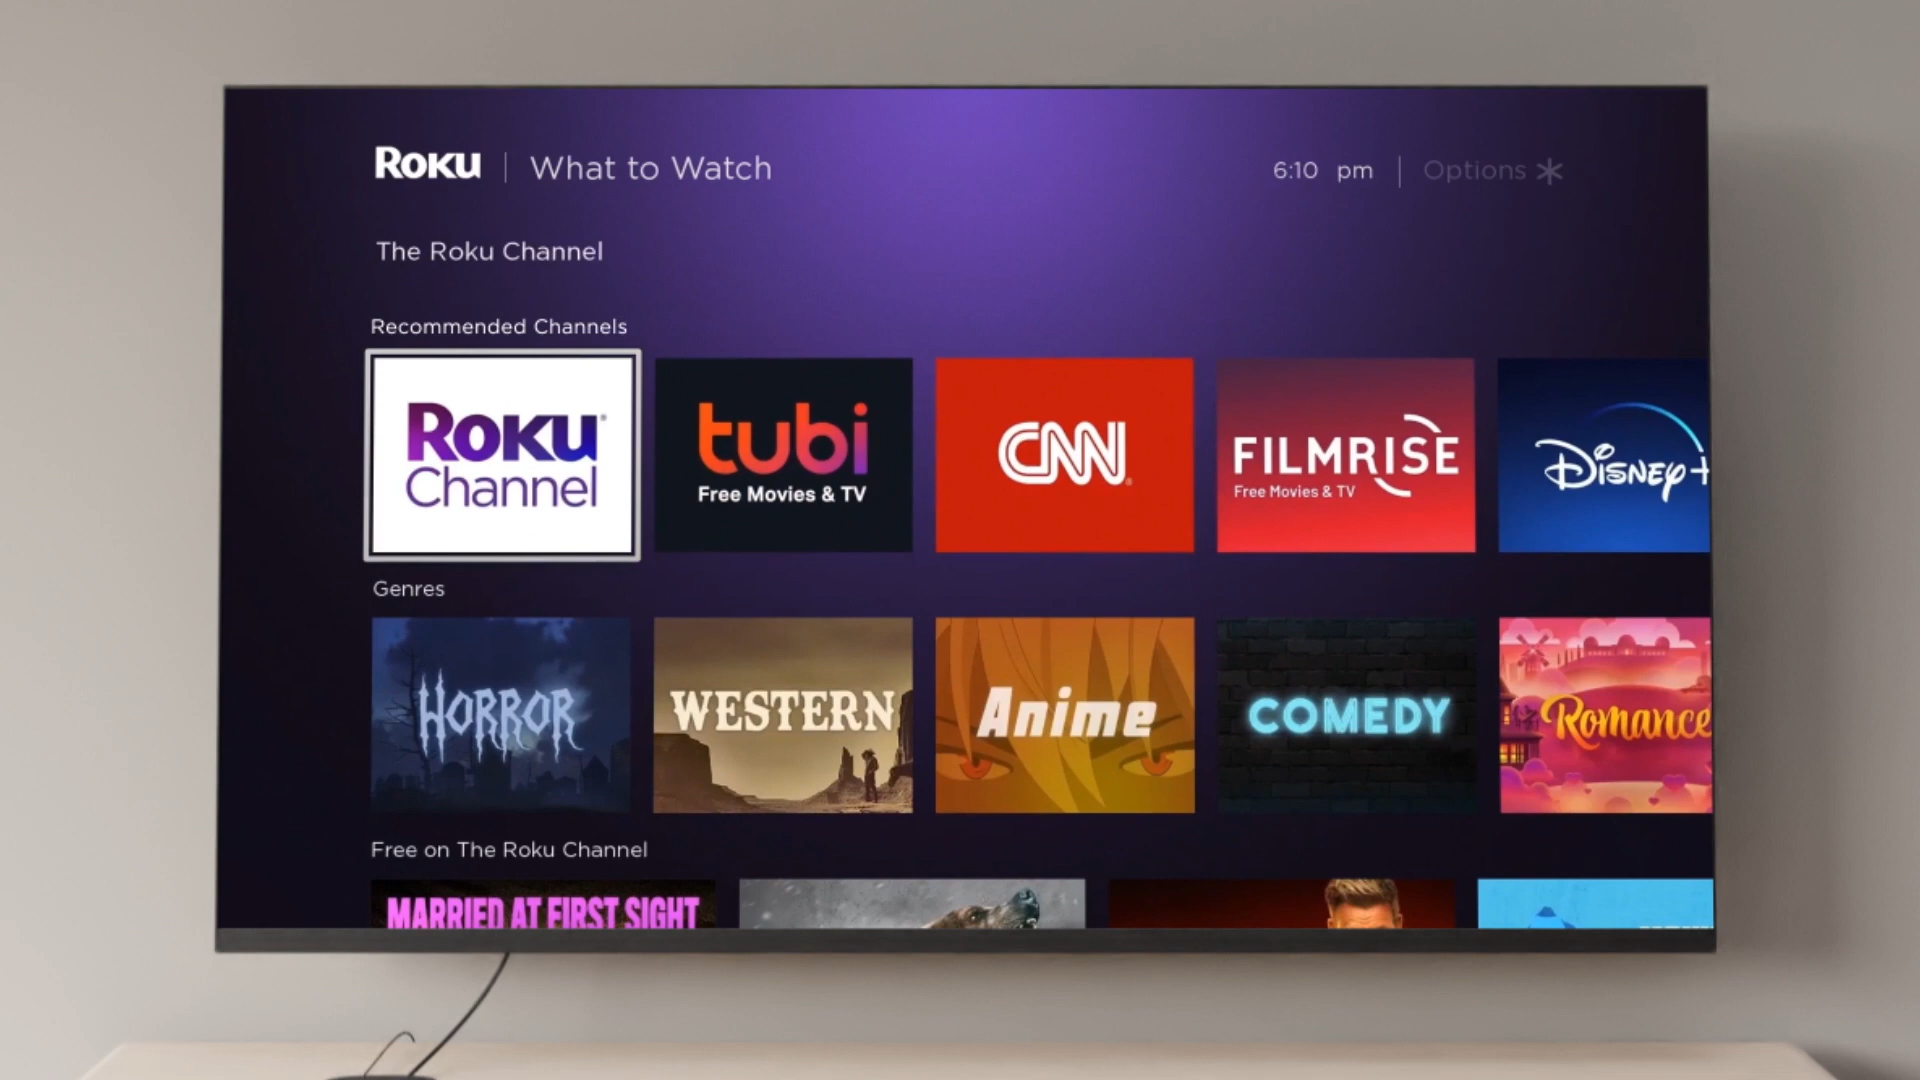 Roku | What to Watch
6:10 pm | Options
The Roku Channel
Recommended Channels
Roku
Channel
tubi
Free Movies & TV
CNN
FILMRISE
Free Movies & TV
Disney+
Genres
HORROR
WESTERN
Anime
COMEDY
Romance
Free on The Roku Channel
MARRIED AT FIRST SIGHT